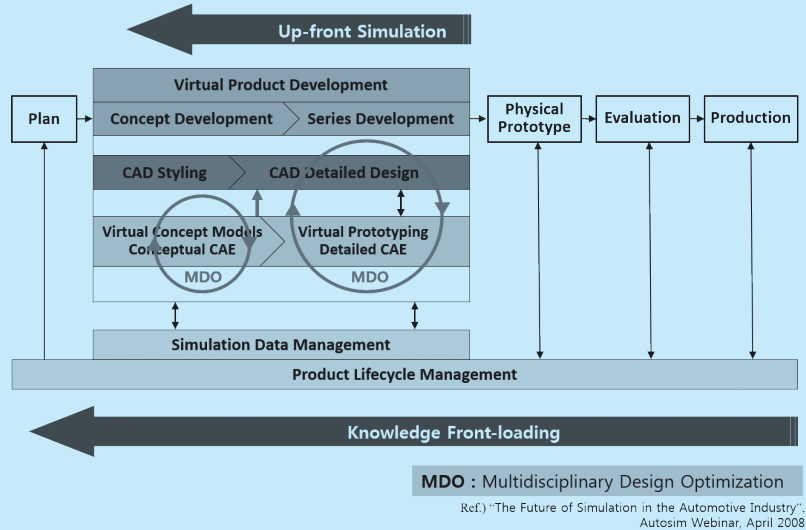 Up-front Simulation
Virtual Product Development
Plan
Concept Development
Series Development
Physical
Prototype
Evaluation
Production
CAD Styling
CAD Detailed Design
Virtual Concept Models
Conceptual CAE
Virtual Prototyping
Detailed CAE
MDO
MDO
Simulation Data Management
Product Lifecycle Management
Knowledge Front-loading
MDO : Multidisciplinary Design Optimization
Ref.) “The Future of Simulation in the Automotive Industry”,
Autosim Webinar, April 2008